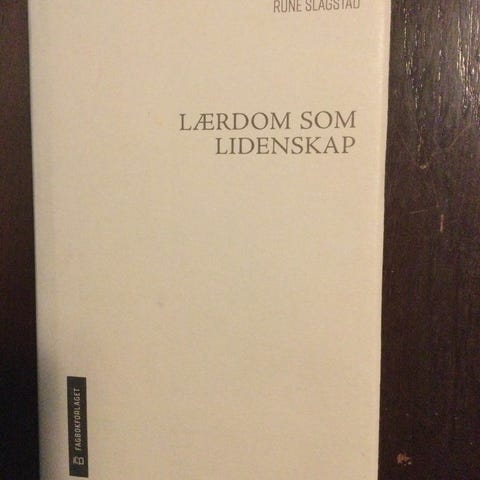 RUNE SLAGSTAD
LÆRDOM SOM
LIDENSKAP
FAGBOKFORLAGET